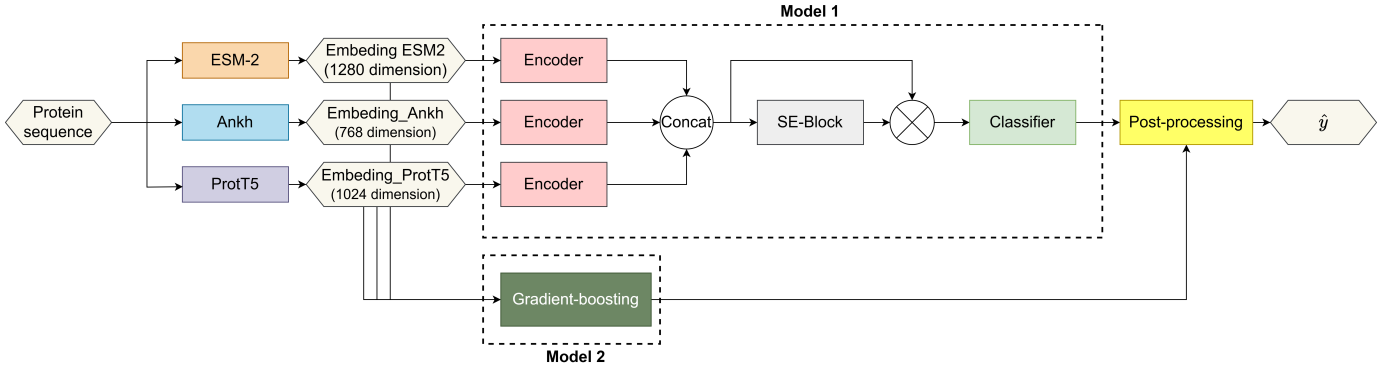 Model 1
Protein
sequence
ESM-2
Embeding ESM2
(1280 dimension)
Encoder
Ankh
Embeding_Ankh
(768 dimension)
Encoder
ProtT5
Embeding_ProtT5
(1024 dimension)
Encoder
Concat
SE-Block
Classifier
Post-processing
ŷ
Gradient-boosting
Model 2